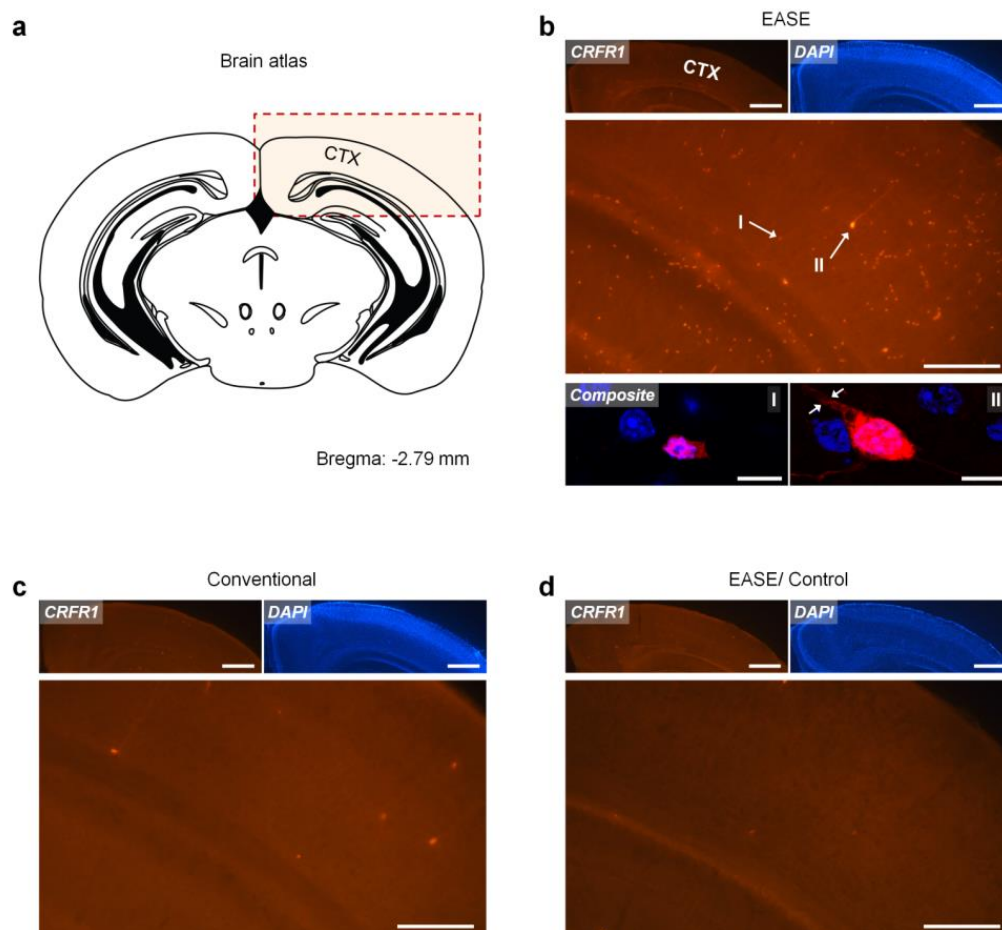 a
Brain atlas
CTX
Bregma: -2.79 mm
b
EASE
CRFR1
CTX
DAPI
I
II
Composite
I
II
c
Conventional
CRFR1
DAPI
d
EASE/ Control
CRFR1
DAPI